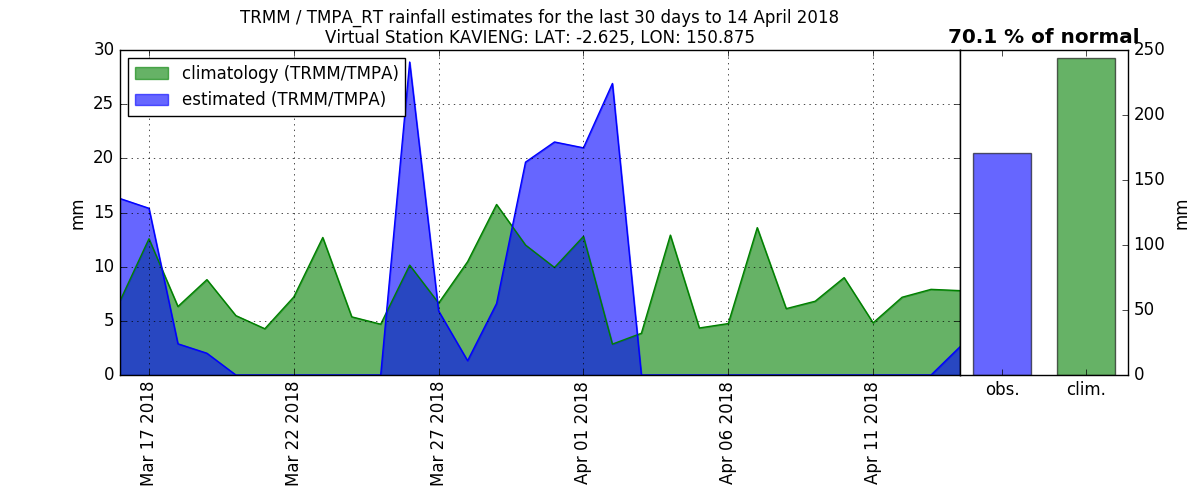 TRMM / TMPA_RT rainfall estimates for the last 30 days to 14 April 2018
Virtual Station KAVIENG: LAT: -2.625, LON: 150.875
70.1 % of normal
climatology (TRMM/TMPA)
estimated (TRMM/TMPA)
30
25
20
15
10
5
0
mm
Mar 17 2018
Mar 22 2018
Mar 27 2018
Apr 01 2018
Apr 06 2018
Apr 11 2018
250
200
150
100
50
0
mm
obs.
clim.